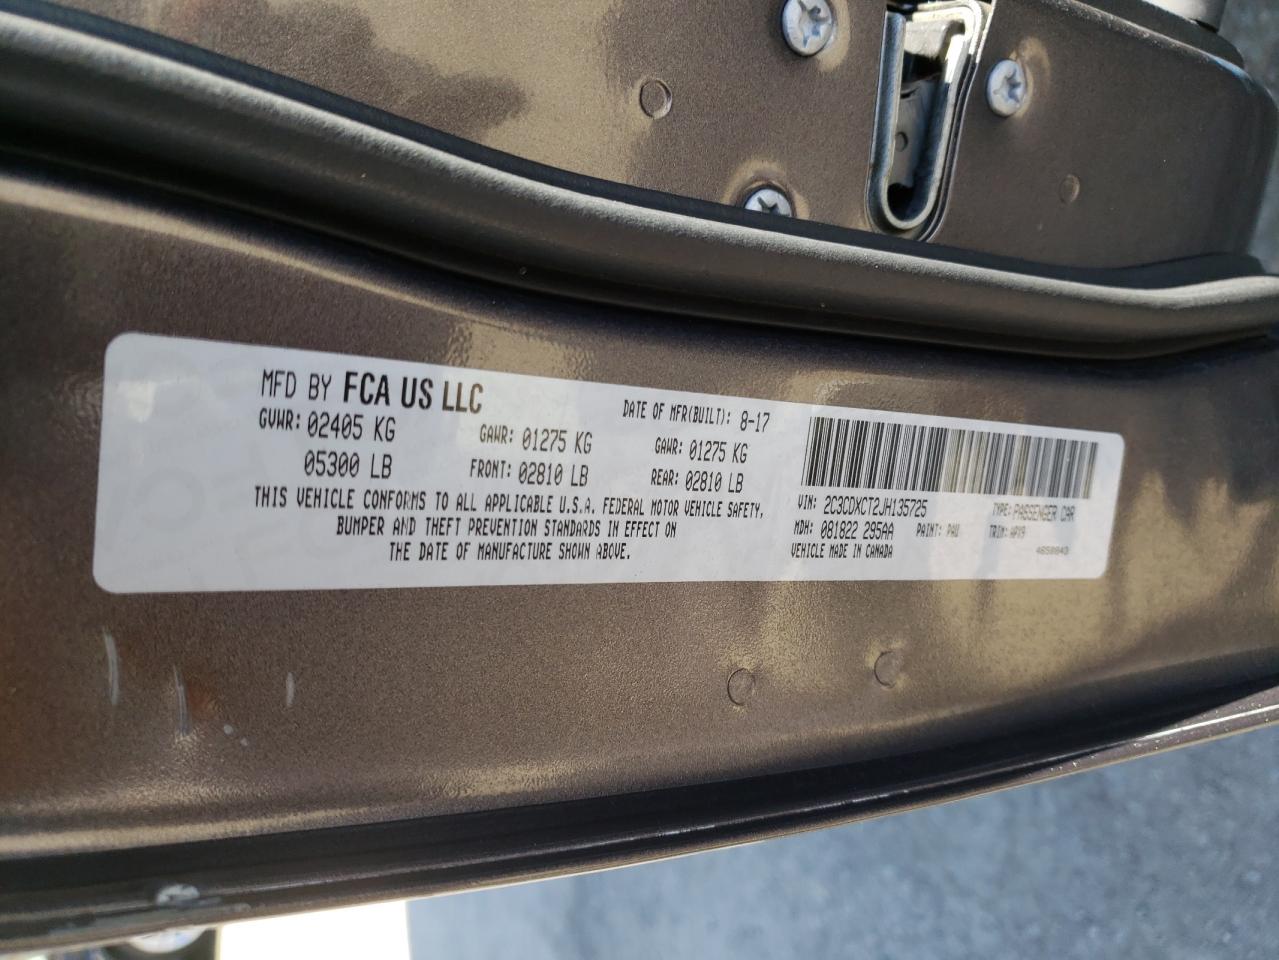 MFD BY FCA US LLC
DATE OF MFR(BUILT): 8-17
GVWR: 02405 KG GAWR: 01275 KG GAWR: 01275 KG
05300 LB FRONT: 02810 LB REAR: 02810 LB
THIS VEHICLE CONFORMS TO ALL APPLICABLE U.S.A. FEDERAL MOTOR VEHICLE SAFETY,
BUMPER AND THEFT PREVENTION STANDARDS IN EFFECT ON
THE DATE OF MANUFACTURE SHOWN ABOVE.
VIN: 2C3CDXCT2JH135725 TYPE: PASSENGER CAR
MDH: 081822 295AA PAINT: PAU TRIM: APX9
VEHICLE MADE IN CANADA